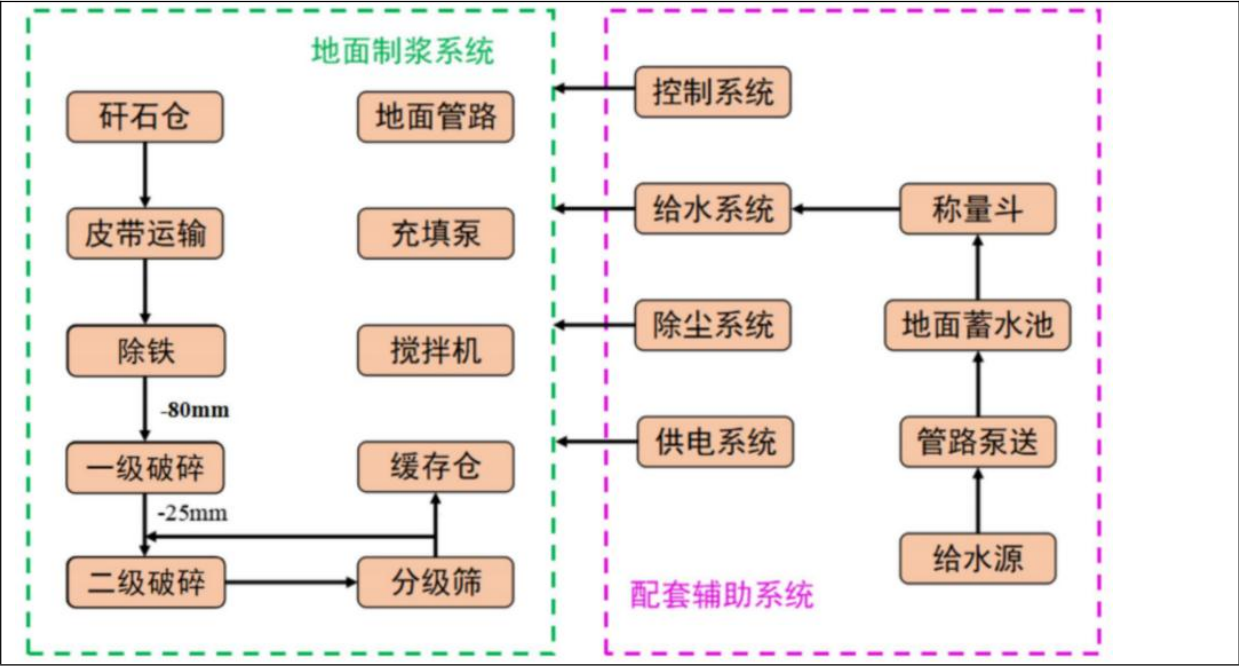 地面制浆系统
矸石仓
皮带运输
除铁
-80mm
一级破碎
-25mm
二级破碎
地面管路
充填泵
搅拌机
缓存仓
分级筛
控制系统
给水系统
除尘系统
供电系统
称量斗
地面蓄水池
管路泵送
给水源
配套辅助系统